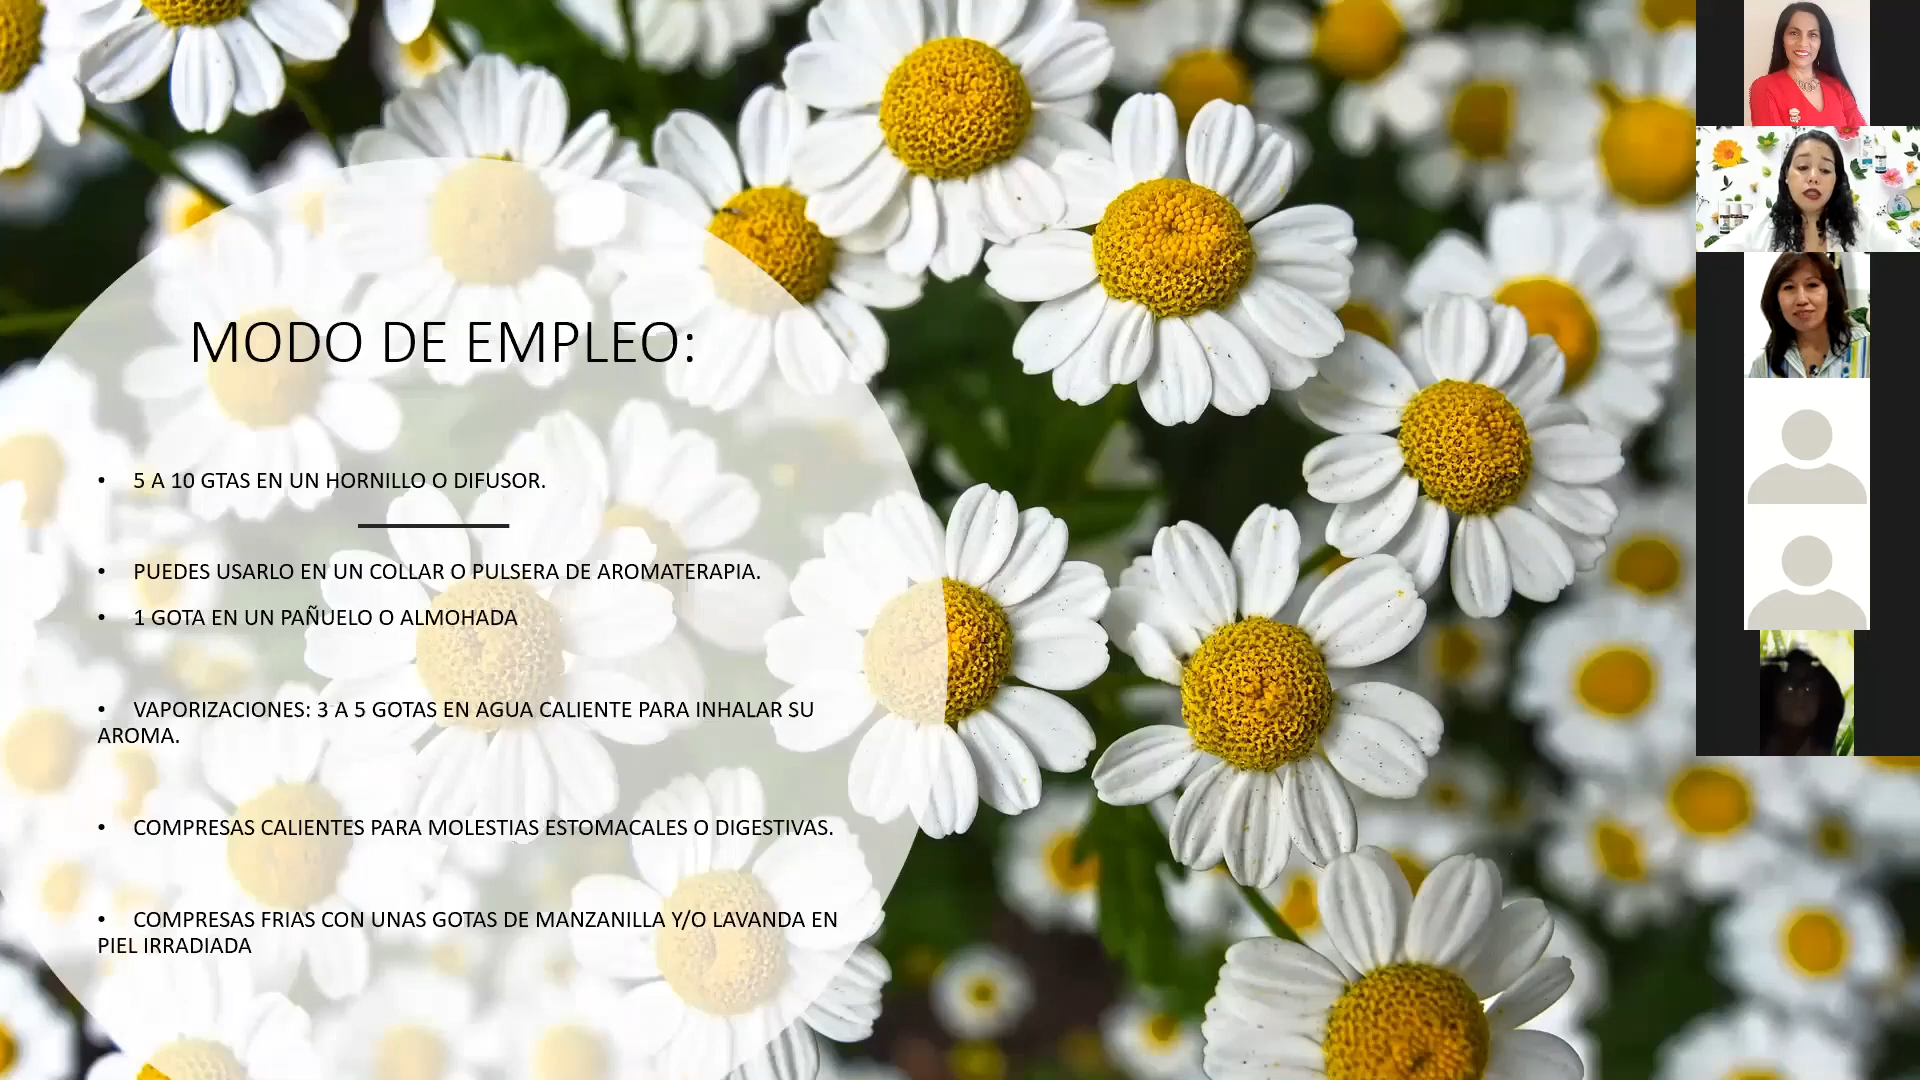 MODO DE EMPLEO:
• 5 A 10 GTAS EN UN HORNILLO O DIFUSOR.
• PUEDES USARLO EN UN COLLAR O PULSERA DE AROMATERAPIA.
• 1 GOTA EN UN PAÑUELO O ALMOHADA
• VAPORIZACIONES: 3 A 5 GOTAS EN AGUA CALIENTE PARA INHALAR SU
AROMA.
• COMPRESAS CALIENTES PARA MOLESTIAS ESTOMACALES O DIGESTIVAS.
• COMPRESAS FRIAS CON UNAS GOTAS DE MANZANILLA Y/O LAVANDA EN
PIEL IRRADIADA